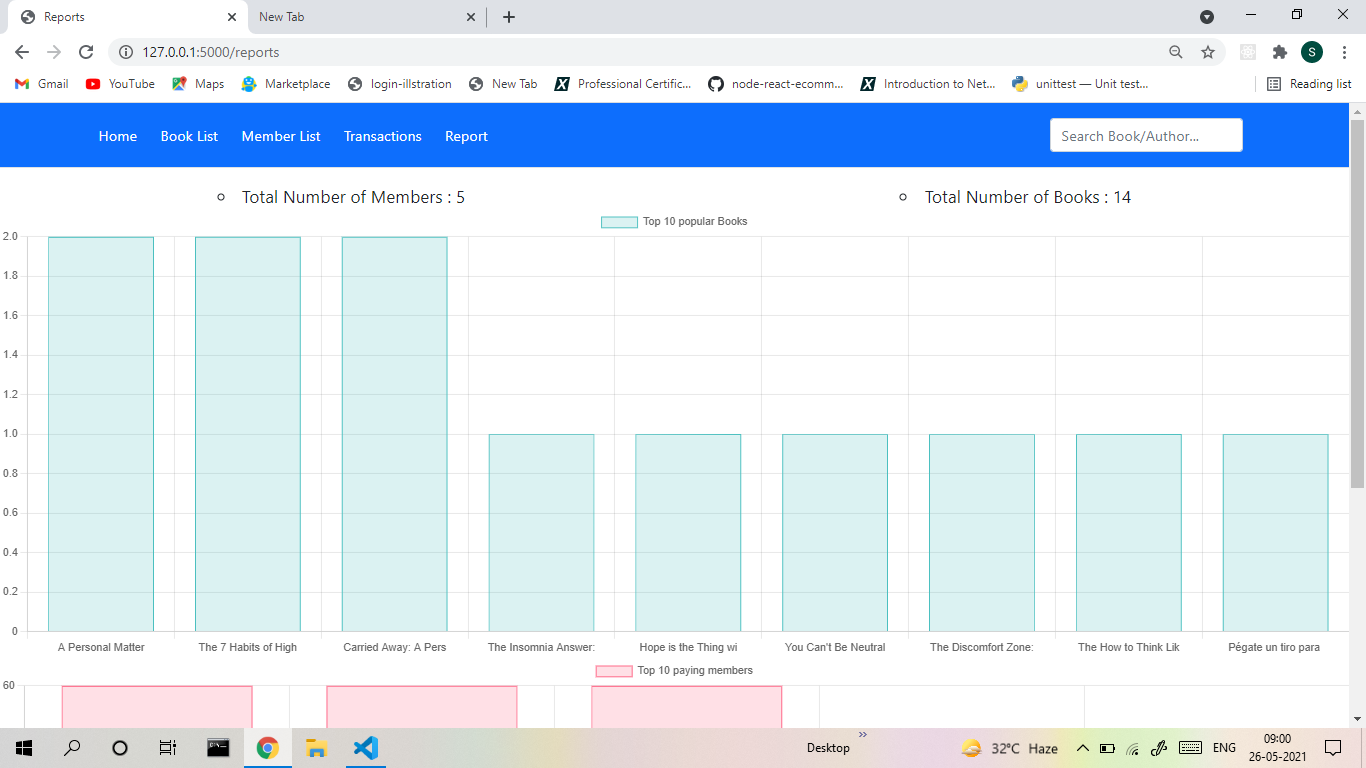 Reports
New Tab
127.0.0.1:5000/reports
S
Gmail
YouTube
Maps
Marketplace
login-illstration
New Tab
Professional Certific...
node-react-ecomm...
Introduction to Net...
unittest — Unit test...
Reading list
Home
Book List
Member List
Transactions
Report
Search Book/Author...
Total Number of Members : 5
Total Number of Books : 14
Top 10 popular Books
2.0
1.8
1.6
1.4
1.2
1.0
0.8
0.6
0.4
0.2
0
A Personal Matter
The 7 Habits of High
Carried Away: A Pers
The Insomnia Answer:
Hope is the Thing wi
You Can't Be Neutral
The Discomfort Zone:
The How to Think Lik
Pégate un tiro para
Top 10 paying members
60
Desktop
32°C Haze
ENG
09:00
26-05-2021